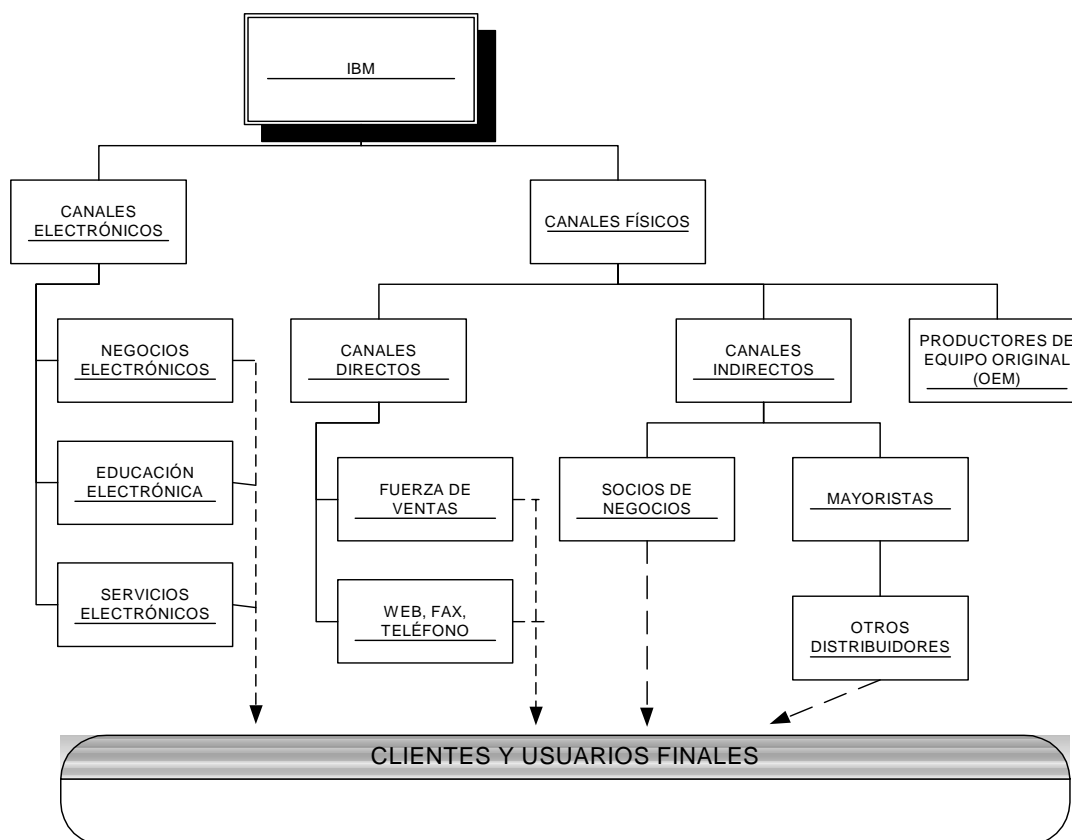 IBM
CANALES
ELECTRÓNICOS
CANALES FÍSICOS
NEGOCIOS
ELECTRÓNICOS
CANALES
DIRECTOS
CANALES
INDIRECTOS
PRODUCTORES DE
EQUIPO ORIGINAL
(OEM)
EDUCACIÓN
ELECTRÓNICA
FUERZA DE
VENTAS
SOCIOS DE
NEGOCIOS
MAYORISTAS
SERVICIOS
ELECTRÓNICOS
WEB, FAX,
TELÉFONO
OTROS
DISTRIBUIDORES
CLIENTES Y USUARIOS FINALES